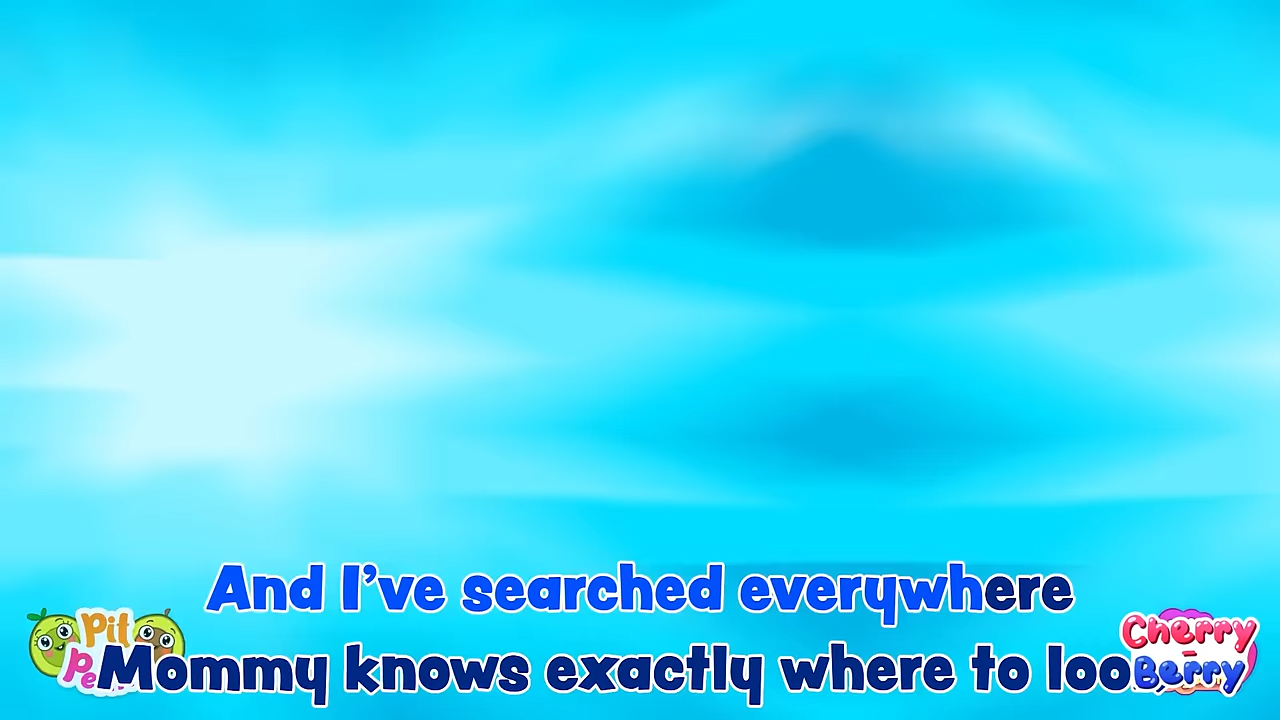 And I've searched everywhere
Mommy knows exactly where to
Pit
Cherry
Berry